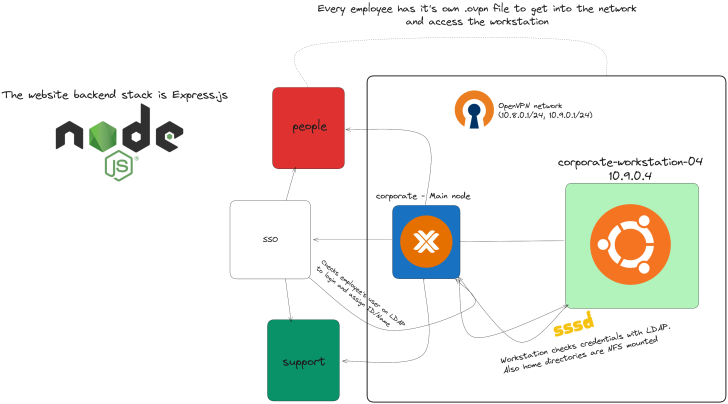 Every employee has it's own .ovpn file to get into the network
and access the workstation
The website backend stack is Express.js
node
JS
®
people
OpenVPN network
(10.8.0.1/24, 10.9.0.1/24)
corporate-workstation-04
10.9.0.4
corporate - Main node
SSO
Checks employee's user on LDAP
to login and assign ID/Name
sssd
Workstation checks credentials with LDAP.
Also home directories are NFS mounted
support